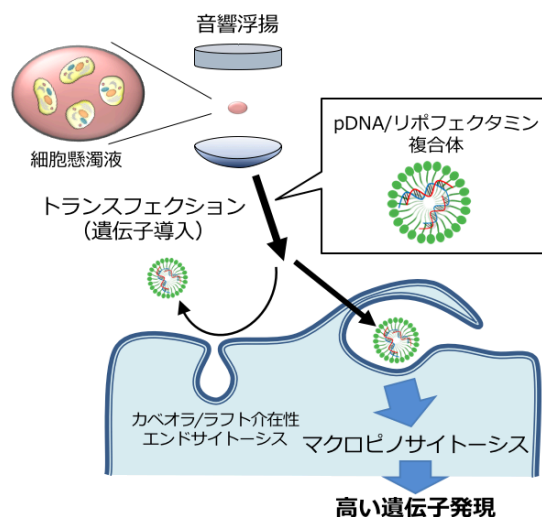 音響浮揚
細胞懸濁液
pDNA/リポフェクタミン
複合体
トランスフェクション
（遺伝子導入）
カベオラ/ラフト介在性
エンドサイトーシス
マクロピノサイトーシス
高い遺伝子発現